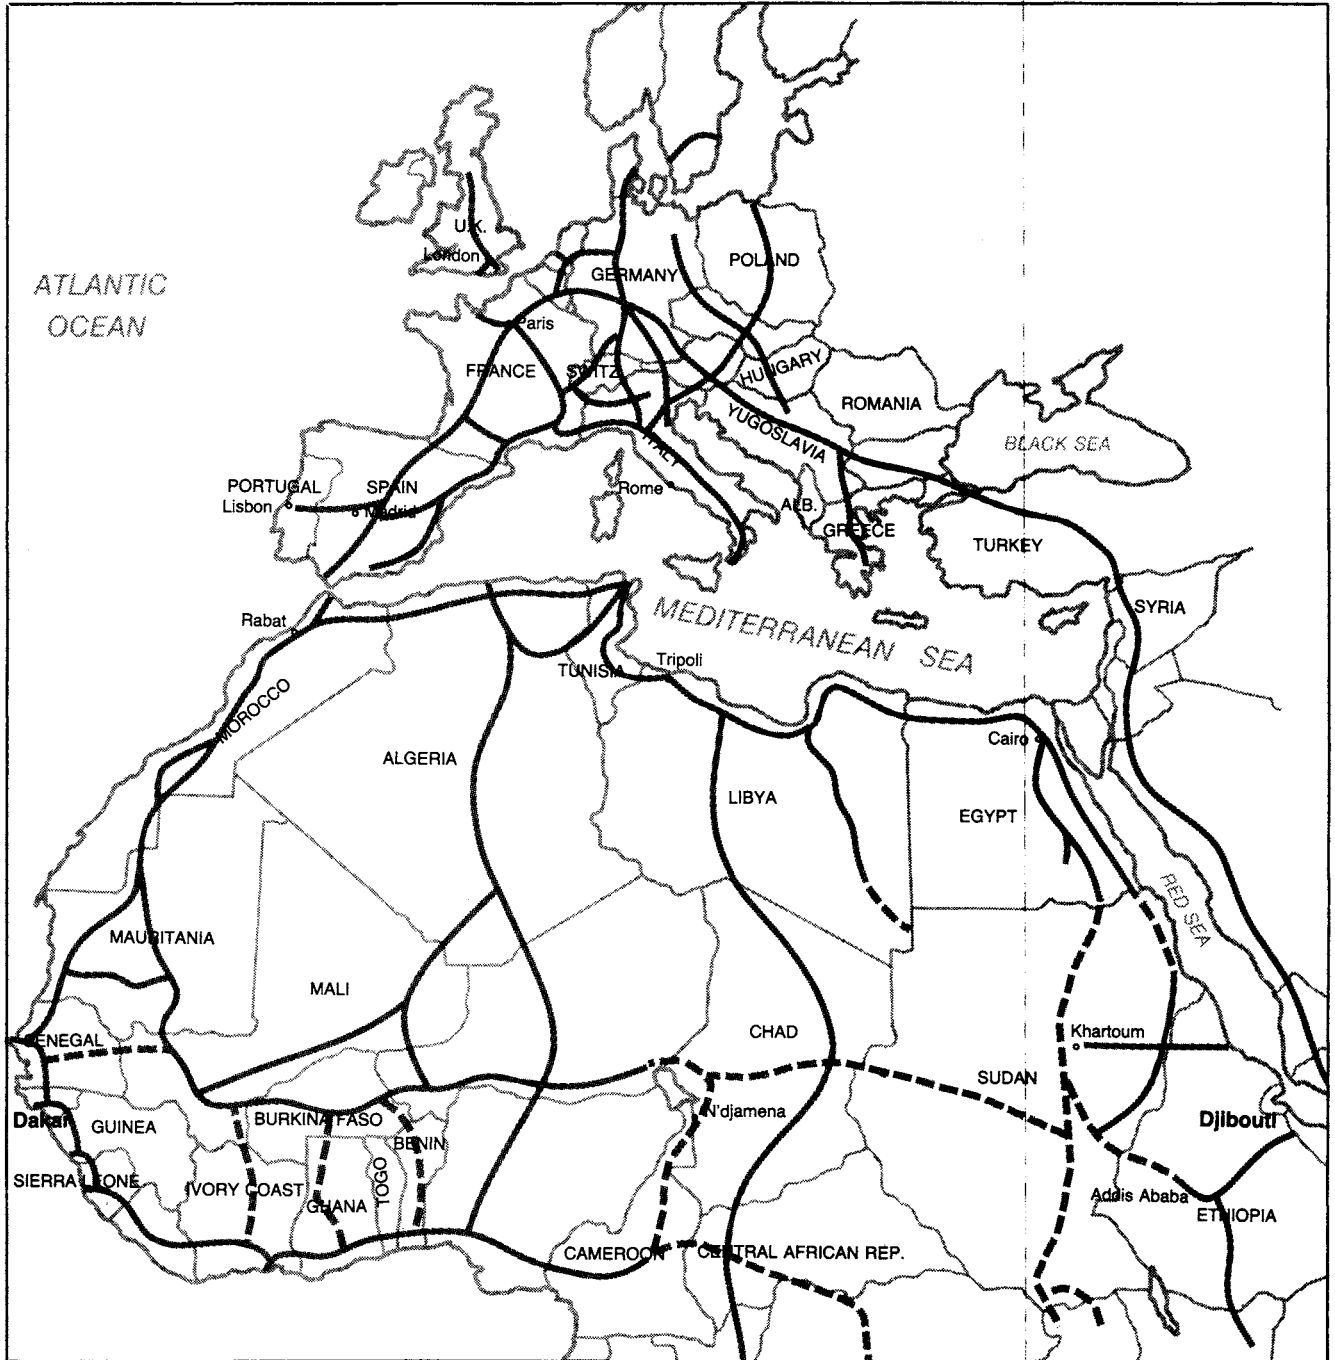 U.K.
London
ATLANTIC
OCEAN
GERMANY
POLAND
Paris
FRANCE
SWITZ.
HUNGARY
ROMANIA
YUGOSLAVIA
BLACK SEA
ITALY
PORTUGAL
SPAIN
Lisbon
Madrid
Rome
ALB.
GREECE
TURKEY
MEDITERRANEAN SEA
SYRIA
Rabat
Tripoli
TUNISIA
MOROCCO
Cairo
ALGERIA
LIBYA
EGYPT
RED SEA
MAURITANIA
MALI
CHAD
Khartoum
SENEGAL
SUDAN
Dakar
GUINEA
BURKINA FASO
N'djamena
Djibouti
BENIN
SIERRA LEONE
IVORY COAST
TOGO
GHANA
Addis Ababa
ETHIOPIA
CAMEROON
CENTRAL AFRICAN REP.